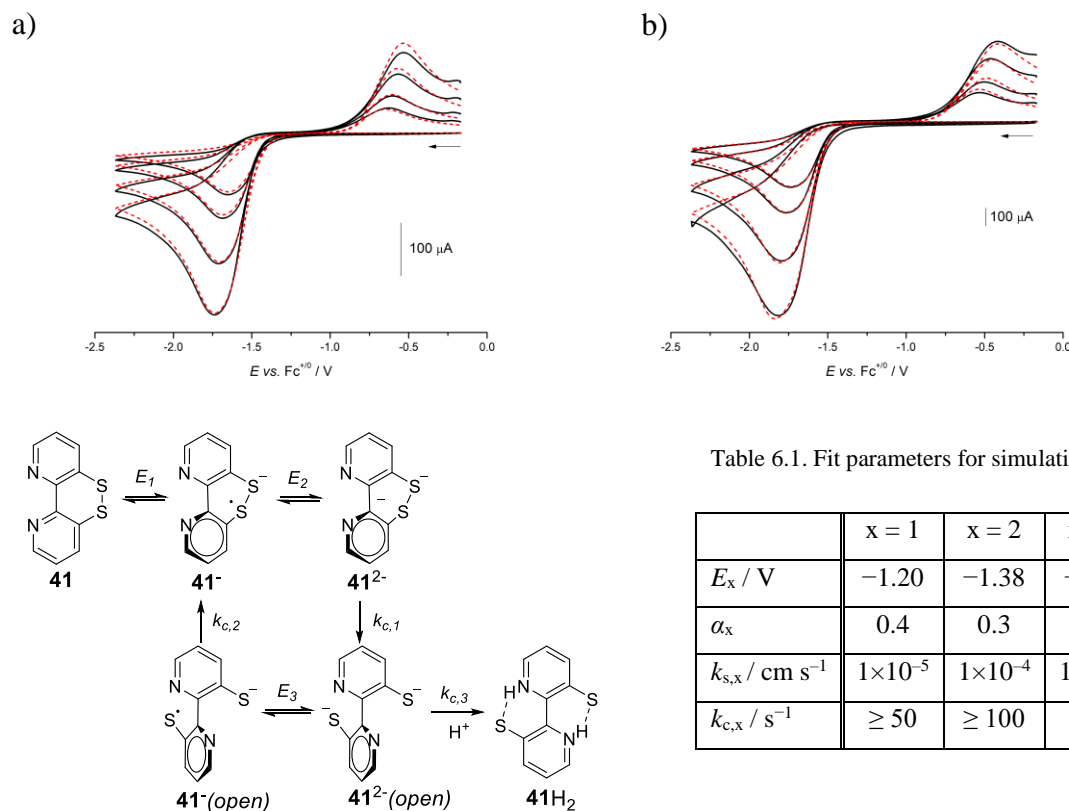 a)
b)
100 μA
100 μA
-2.5 -2.0 -1.5 -1.0 -0.5 0.0
E vs. Fc+/0 / V
-2.5 -2.0 -1.5 -1.0 -0.5 0.0
E vs. Fc+/0 / V
N N S S
E1
N N S S− •
E2
N N S− S −
41
41-
412-
kc,2
kc,1
N S− S• N
E3
N S− −S N
kc,3
H+
H N S S N H
41-(open)
412-(open)
41H2
Table 6.1. Fit parameters for simulati
x = 1 x = 2
Ex / V −1.20 −1.38
αx 0.4 0.3
ks,x / cm s–1 1×10–5 1×10–4
kc,x / s–1 ≥ 50 ≥ 100